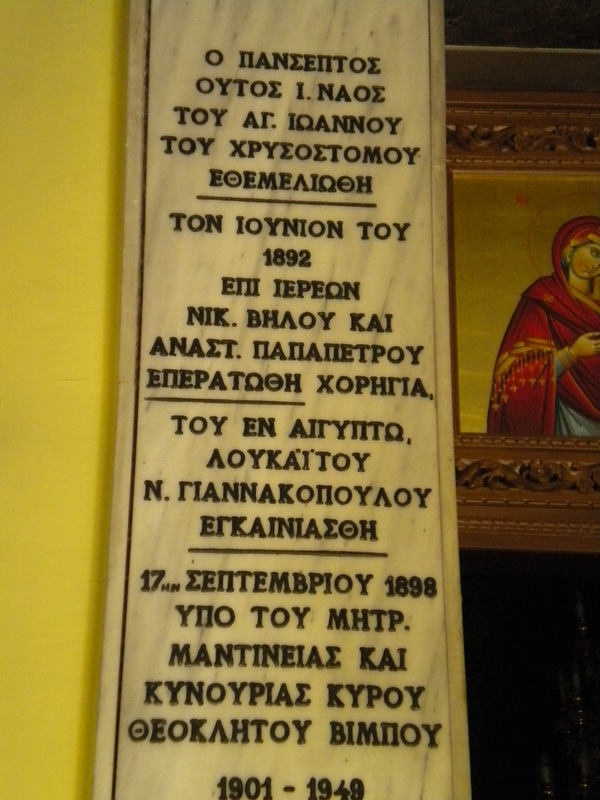 Ο ΠΑΝΣΕΠΤΟΣ
ΟΥΤΟΣ Ι. ΝΑΟΣ
ΤΟΥ ΑΓ. ΙΩΑΝΝΟΥ
ΤΟΥ ΧΡΥΣΟΣΤΟΜΟΥ
ΕΘΕΜΕΛΙΩΘΗ
ΤΟΝ ΙΟΥΝΙΟΝ ΤΟΥ
1892
ΕΠΙ ΙΕΡΕΩΝ
ΝΙΚ. ΒΗΛΟΥ ΚΑΙ
ΑΝΑΣΤ. ΠΑΠΑΠΕΤΡΟΥ
ΕΠΕΡΑΤΩΘΗ ΧΟΡΗΓΙΑ,
ΤΟΥ ΕΝ ΑΙΓΥΠΤΩ,
ΛΟΥΚΑΪΤΟΥ
Ν. ΓΙΑΝΝΑΚΟΠΟΥΛΟΥ
ΕΓΚΑΙΝΙΑΣΘΗ
17ΗΝ ΣΕΠΤΕΜΒΡΙΟΥ 1898
ΥΠΟ ΤΟΥ ΜΗΤΡ.
ΜΑΝΤΙΝΕΙΑΣ ΚΑΙ
ΚΥΝΟΥΡΙΑΣ ΚΥΡΟΥ
ΘΕΟΚΛΗΤΟΥ ΒΙΜΠΟΥ
1901 - 1949